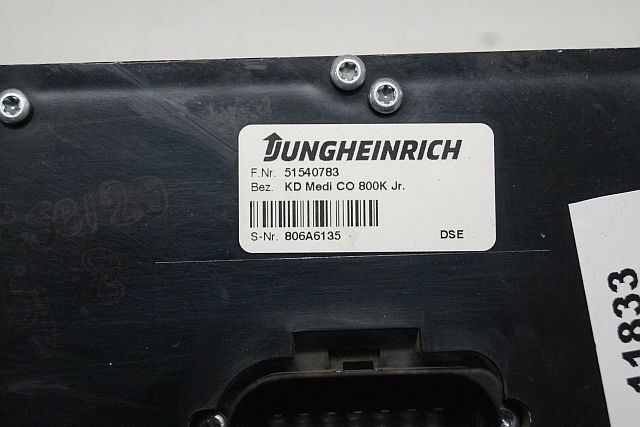 JUNGHEINRICH
F.Nr. 51540783
Bez. KD Medi CO 800K Jr.
S-Nr. 806A6135 DSE
11833